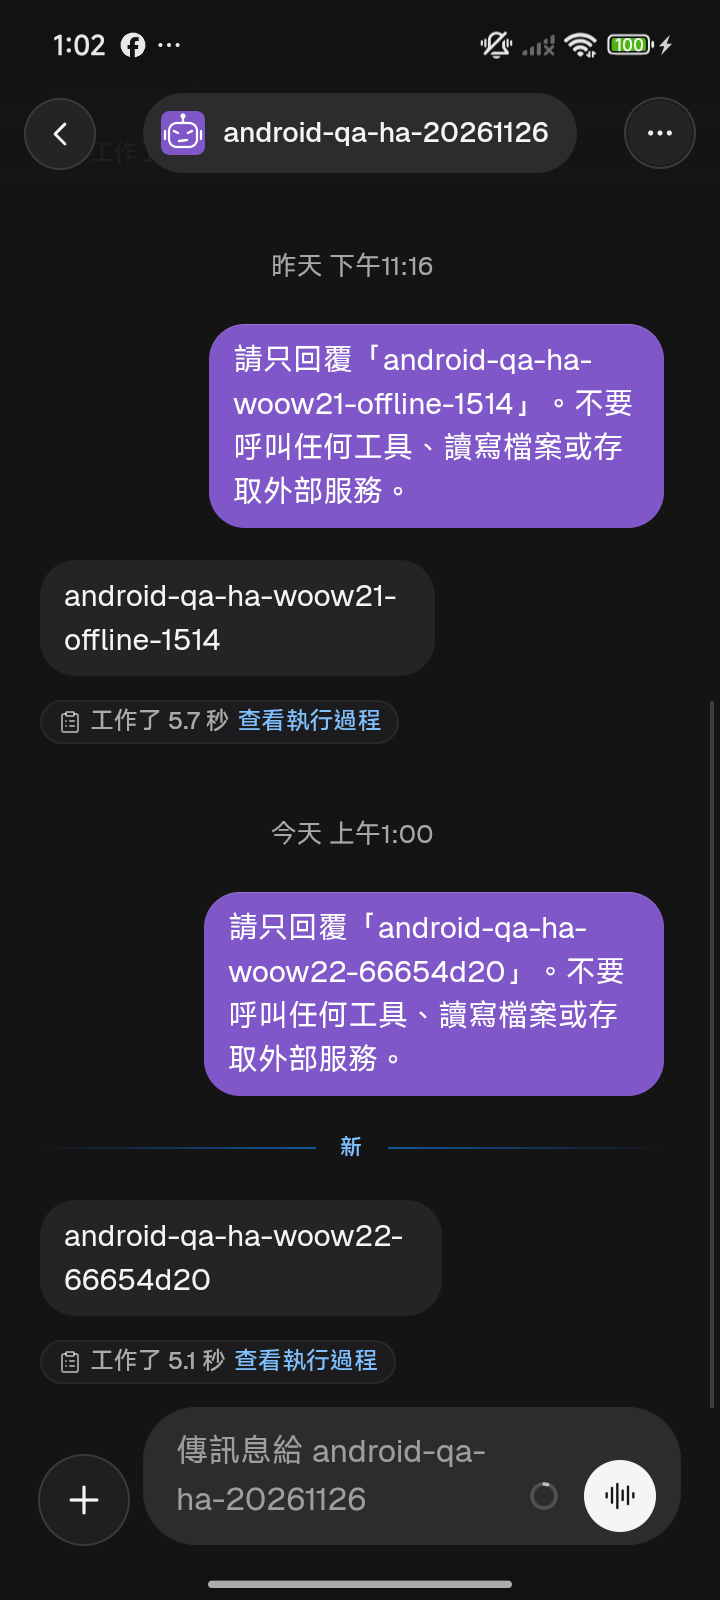 1:02
100
工作了
android-qa-ha-20261126
昨天 下午11:16
請只回覆「android-qa-ha-
woow21-offline-1514」。不要
呼叫任何工具、讀寫檔案或存
取外部服務。
android-qa-ha-woow21-
offline-1514
工作了 5.7 秒 查看執行過程
今天 上午1:00
請只回覆「android-qa-ha-
woow22-66654d20」。不要
呼叫任何工具、讀寫檔案或存
取外部服務。
新
android-qa-ha-woow22-
66654d20
工作了 5.1 秒 查看執行過程
傳訊息給 android-qa-
ha-20261126